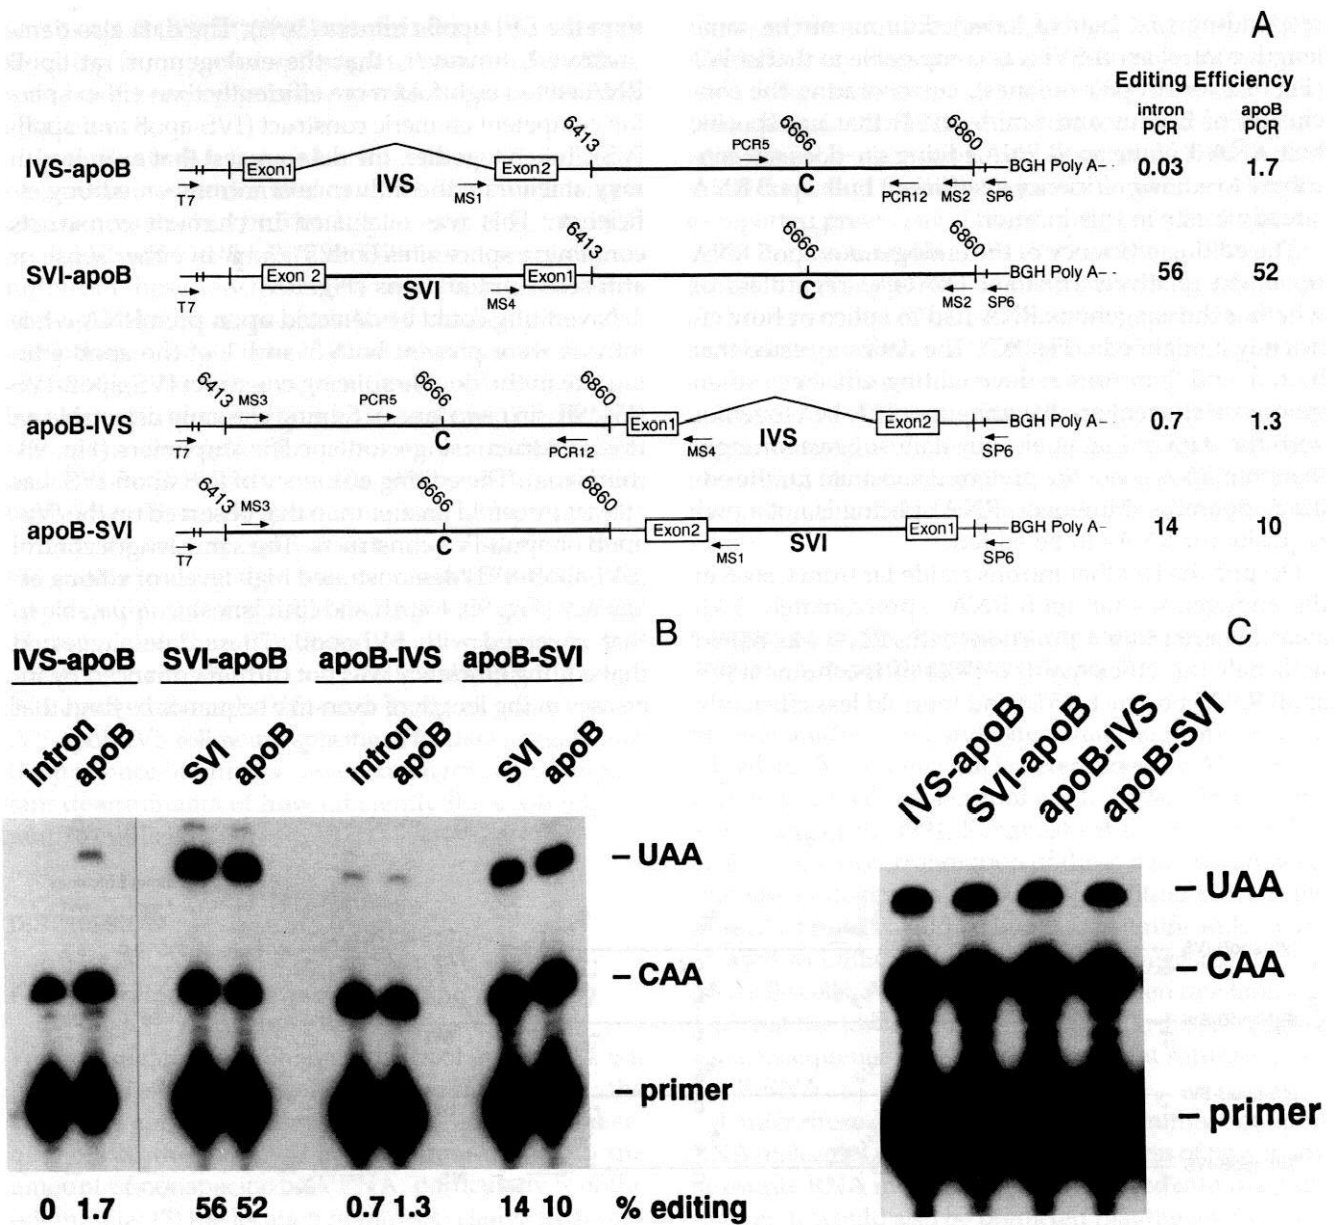 A
Editing Efficiency
intron PCR apoB PCR
6413 6666 6860
IVS-apoB Exon1 IVS Exon2 PCR5 C BGH Poly A- 0.03 1.7
T7 MS1 PCR12 MS2 SP6
6413 6666 6660
SVI-apoB Exon 2 SVI Exon1 C BGH Poly A- 56 52
T7 MS4 MS2 SP6
6413 MS3 PCR5 6666 6860
apoB-IVS C Exon1 IVS Exon2 BGH Poly A- 0.7 1.3
T7 PCR12 MS4 SP6
6413 MS3 6666 6860
apoB-SVI C Exon2 SVI Exon1 BGH Poly A- 14 10
T7 MS1 SP6
B
IVS-apoB SVI-apoB apoB-IVS apoB-SVI
Intron apoB SVI apoB Intron apoB SVI apoB
- UAA
- CAA
- primer
0 1.7 56 52 0.7 1.3 14 10 % editing
C
IVS-apoB SVI-apoB apoB-IVS apoB-SVI
- UAA
- CAA
- primer